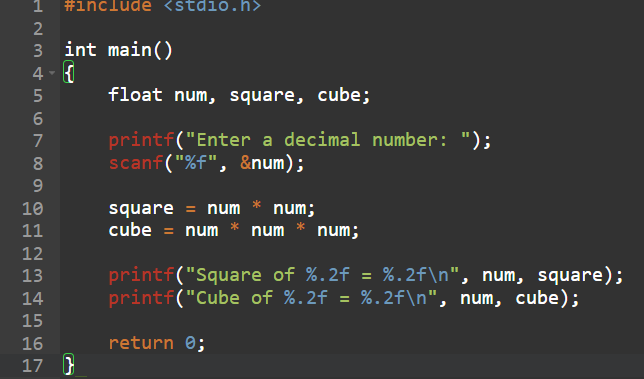 1 #include <stdio.h>
2
3 int main()
4 {
5     float num, square, cube;
6
7     printf("Enter a decimal number: ");
8     scanf("%f", &num);
9
10     square = num * num;
11     cube = num * num * num;
12
13     printf("Square of %.2f = %.2f\n", num, square);
14     printf("Cube of %.2f = %.2f\n", num, cube);
15
16     return 0;
17 }